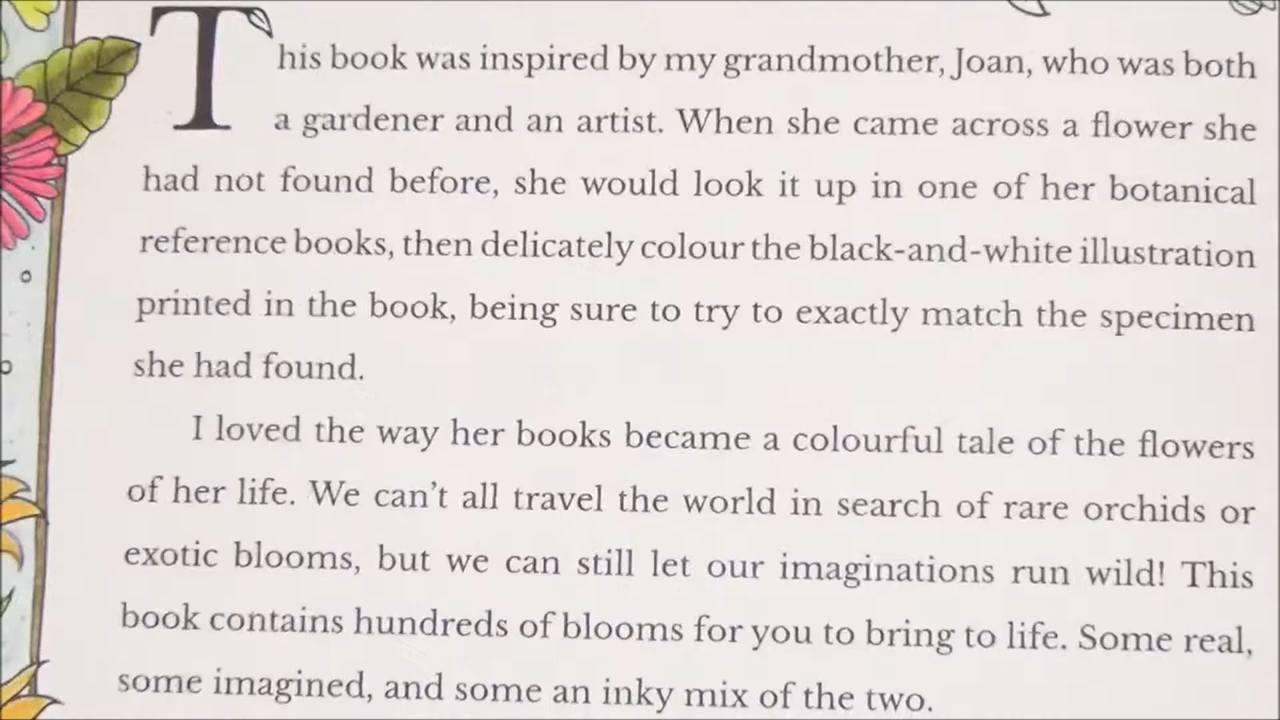 This book was inspired by my grandmother, Joan, who was both
a gardener and an artist. When she came across a flower she
had not found before, she would look it up in one of her botanical
reference books, then delicately colour the black-and-white illustration
printed in the book, being sure to try to exactly match the specimen
she had found.
I loved the way her books became a colourful tale of the flowers
of her life. We can’t all travel the world in search of rare orchids or
exotic blooms, but we can still let our imaginations run wild! This
book contains hundreds of blooms for you to bring to life. Some real,
some imagined, and some an inky mix of the two.